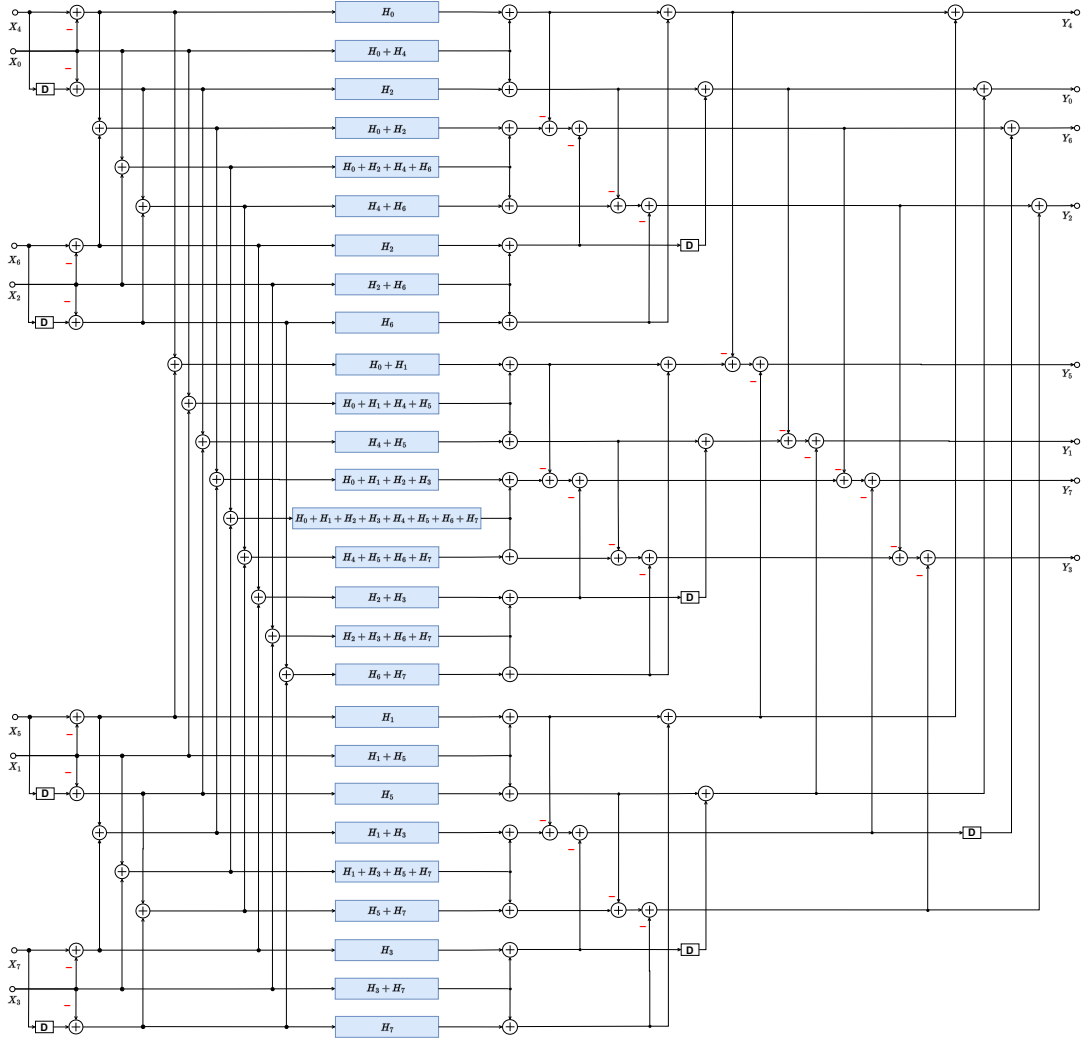 H₀
X₄
Y₄
−
H₀ + H₄
X₀
−
D
H₂
Y₀
−
H₀ + H₂
Y₆
−
H₀ + H₂ + H₄ + H₆
−
H₄ + H₆
Y₂
−
H₂
D
X₆
−
H₂ + H₆
X₂
−
D
H₆
−
H₀ + H₁
Y₅
−
H₀ + H₁ + H₄ + H₅
−
H₄ + H₅
Y₁
−
−
−
H₀ + H₁ + H₂ + H₃
Y₇
−
−
H₀ + H₁ + H₂ + H₃ + H₄ + H₅ + H₆ + H₇
−
−
H₄ + H₅ + H₆ + H₇
Y₃
−
−
H₂ + H₃
D
H₂ + H₃ + H₆ + H₇
H₆ + H₇
H₁
X₅
−
H₁ + H₅
X₁
−
D
H₅
−
H₁ + H₃
D
−
H₁ + H₃ + H₅ + H₇
−
H₅ + H₇
−
H₃
D
X₇
−
H₃ + H₇
X₃
−
D
H₇